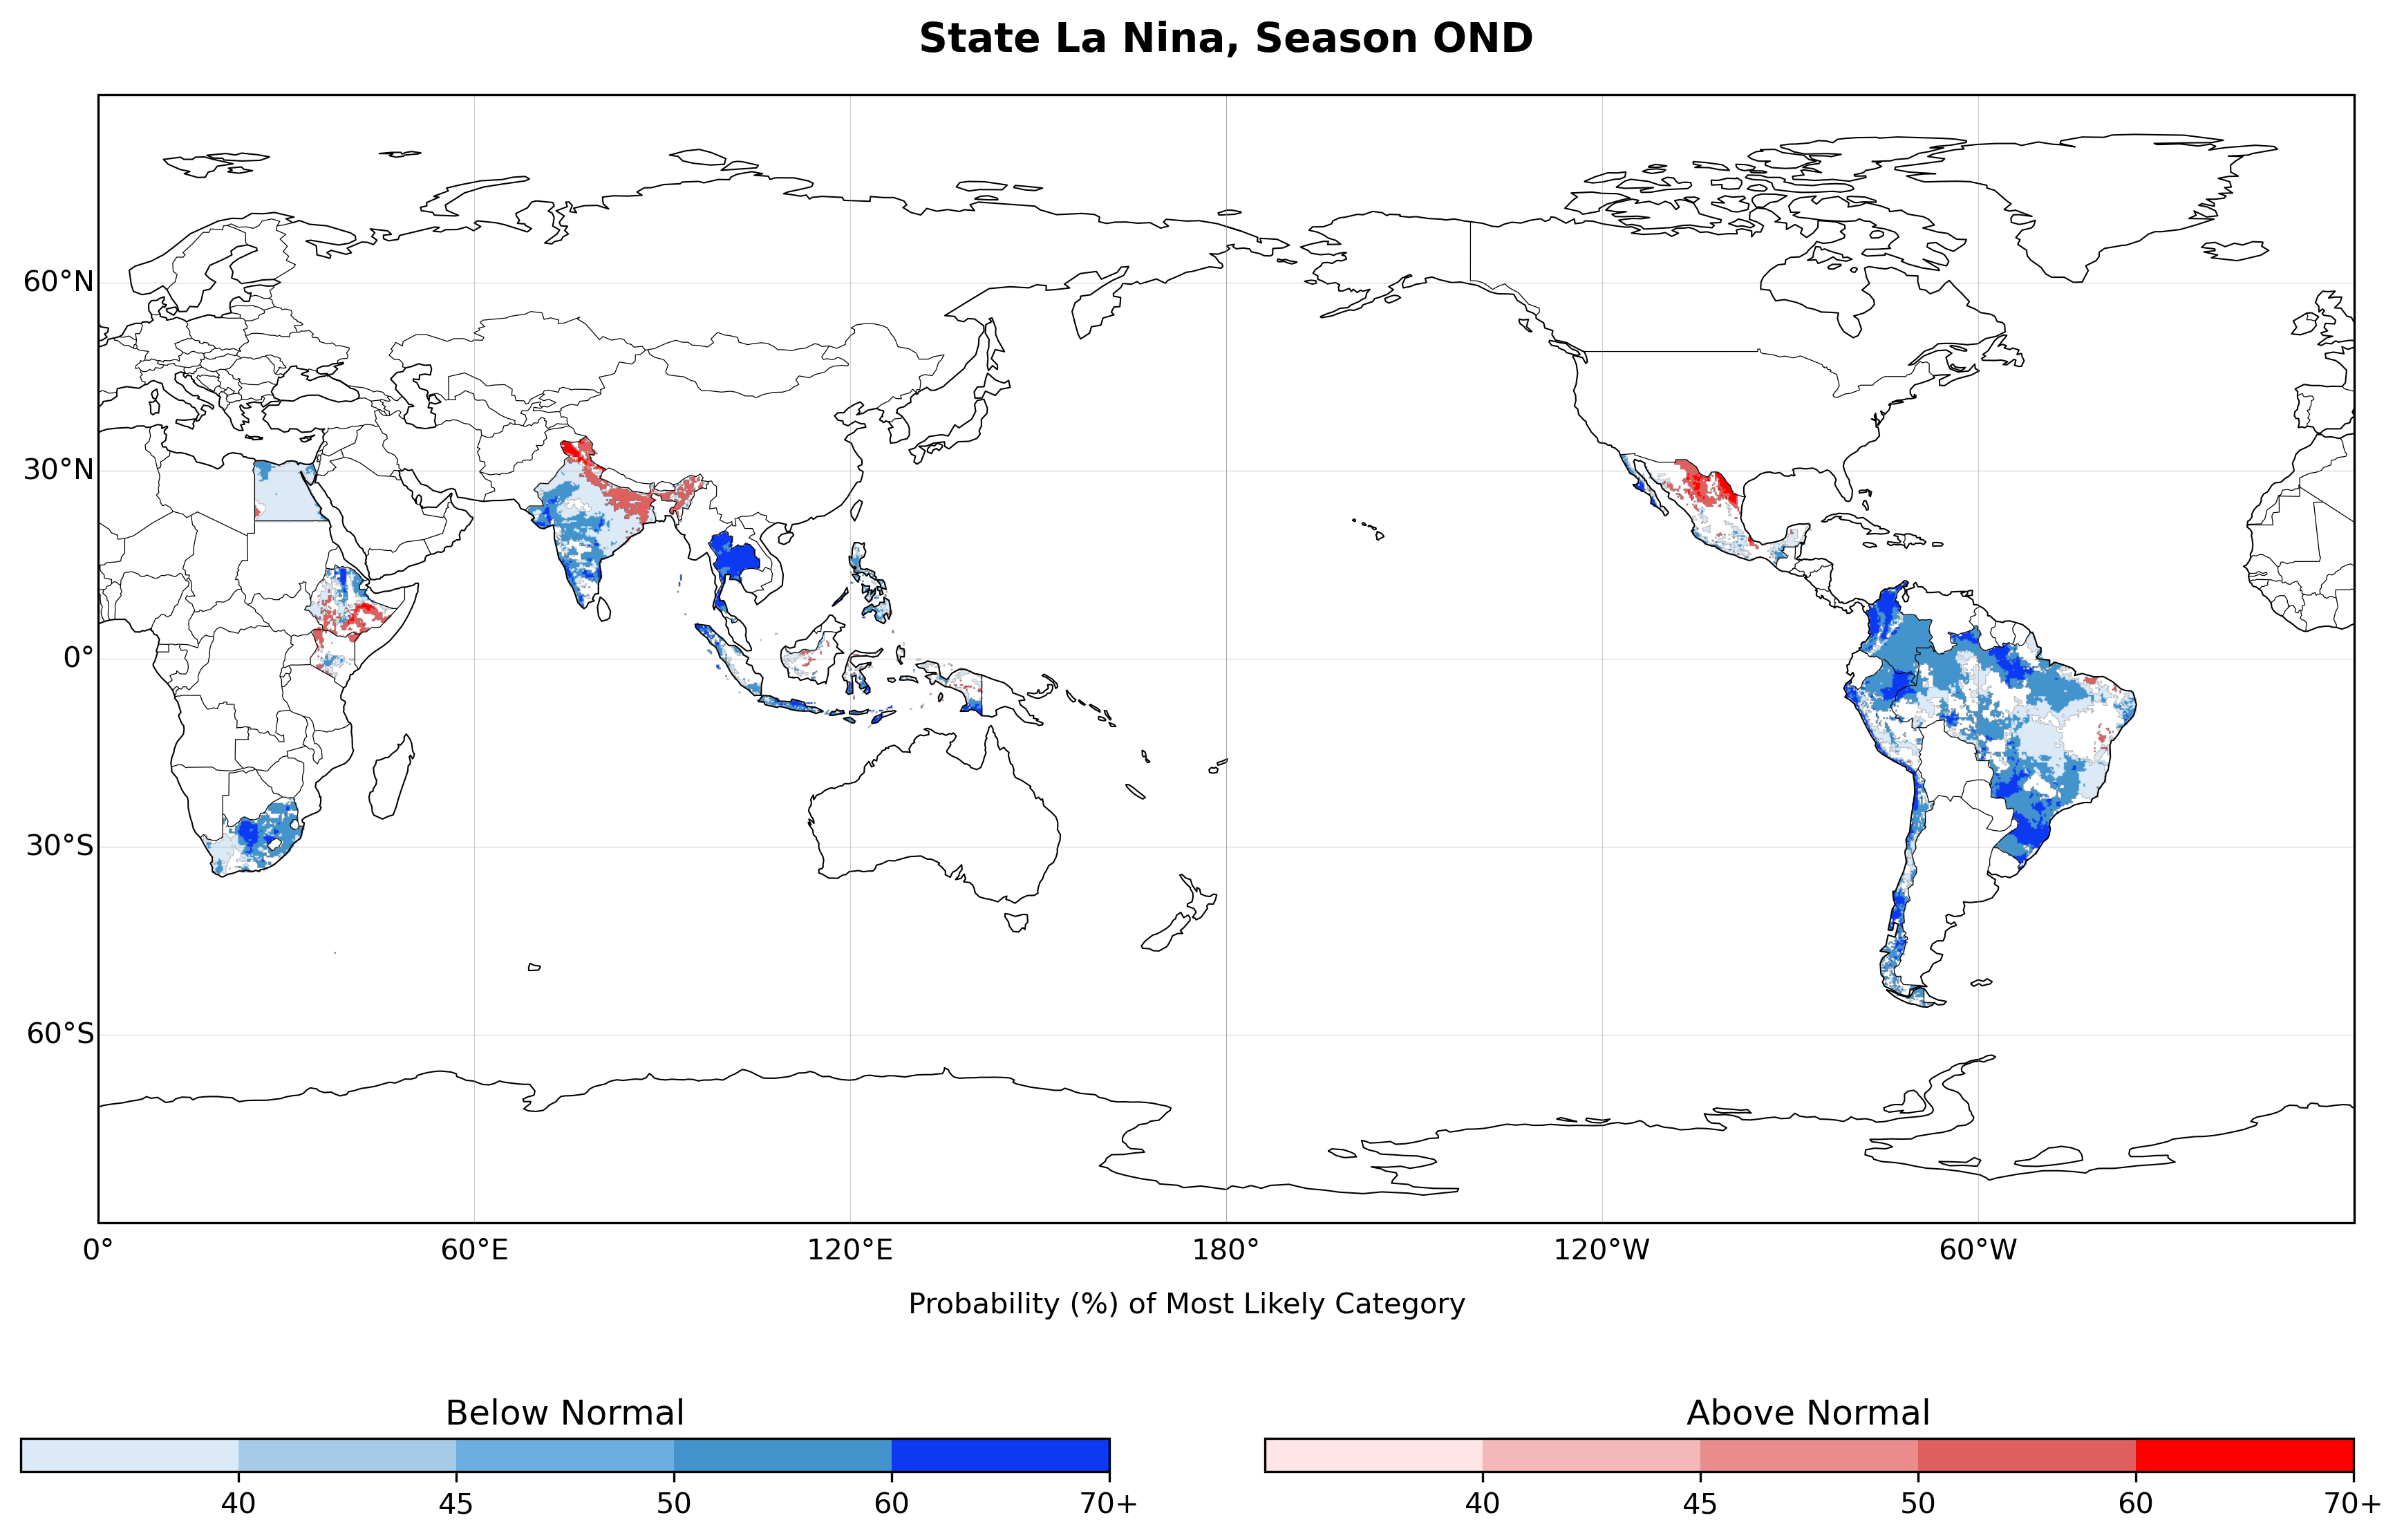 State La Nina, Season OND
60°N
30°N
0°
30°S
60°S
0°
60°E
120°E
180°
120°W
60°W
Probability (%) of Most Likely Category
Below Normal
40
45
50
60
70+
Above Normal
40
45
50
60
70+